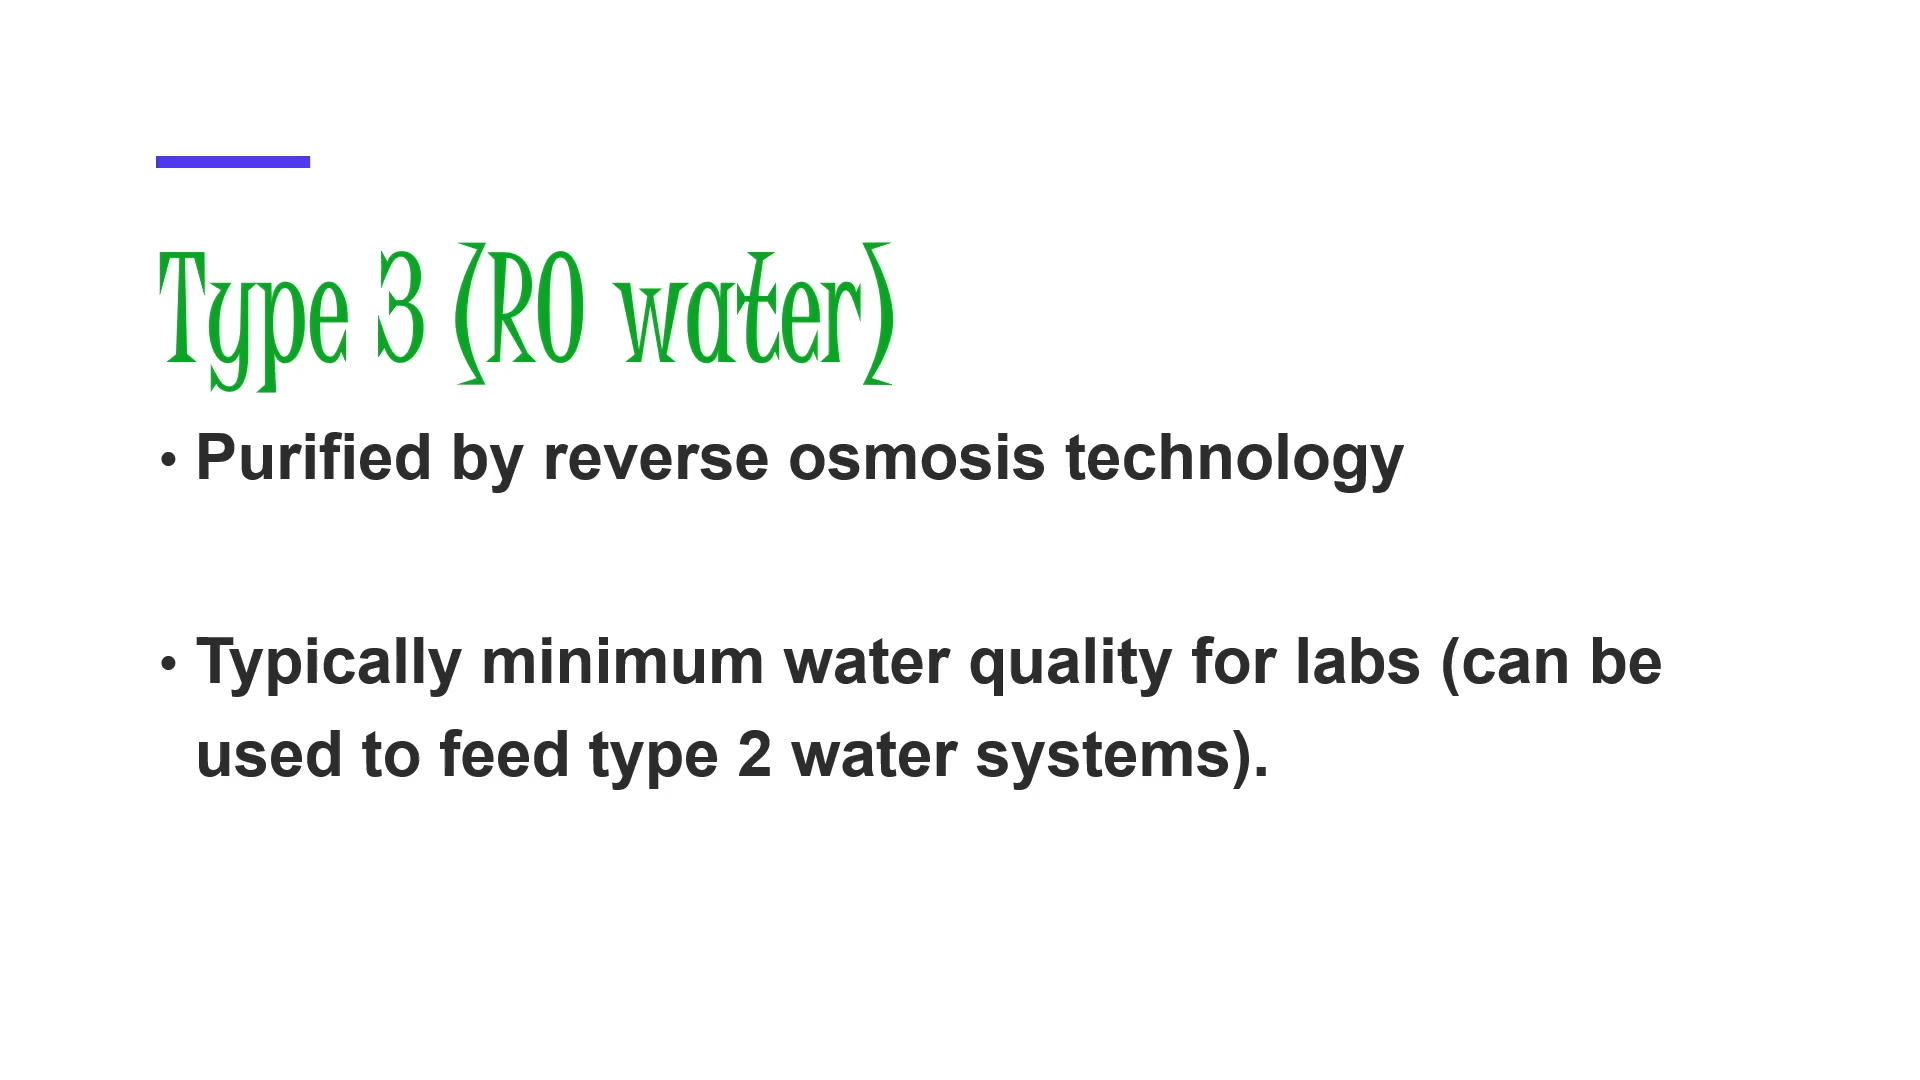 Type 3 (RO water)
• Purified by reverse osmosis technology
• Typically minimum water quality for labs (can be
used to feed type 2 water systems).